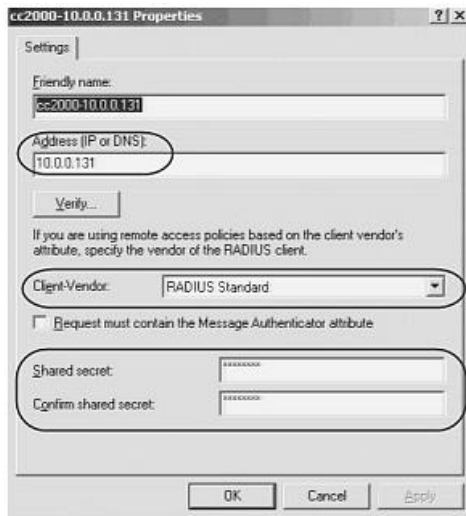 cc2000-10.0.0.131 Properties
Settings
Friendly name:
cc2000-10.0.0.131
Address (IP or DNS):
10.0.0.131
Verify...
If you are using remote access policies based on the client vendor's
attribute, specify the vendor of the RADIUS client.
Client-Vendor: RADIUS Standard
Request must contain the Message Authenticator attribute
Shared secret: ********
Confirm shared secret: ********
OK Cancel Apply